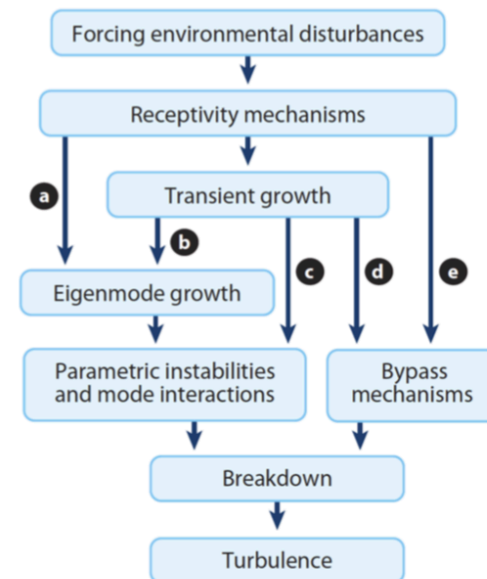 Forcing environmental disturbances
Receptivity mechanisms
a
Transient growth
b
c
d
e
Eigenmode growth
Parametric instabilities
and mode interactions
Bypass
mechanisms
Breakdown
Turbulence